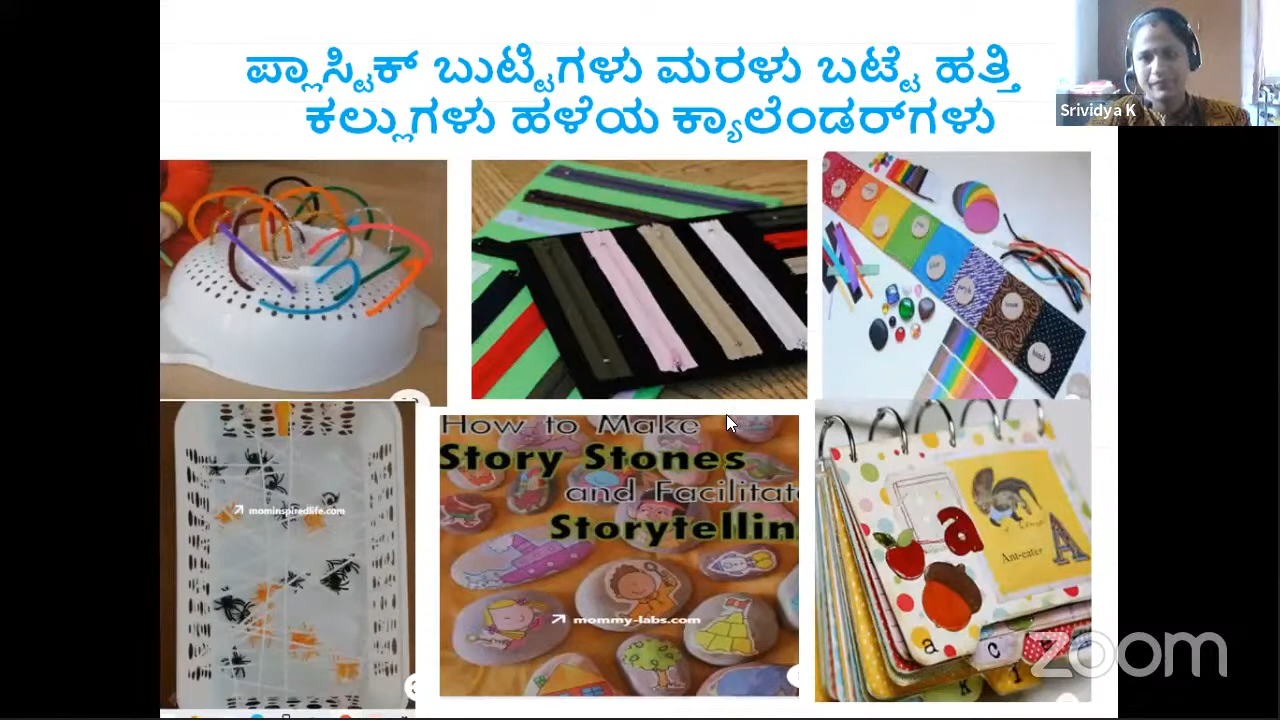 ಪ್ಲಾಸ್ಟಿಕ್ ಬುಟ್ಟಿಗಳು ಮರಳು ಬಟ್ಟೆ ಹತ್ತಿ
ಕಲ್ಲುಗಳು ಹಳೆಯ ಕ್ಯಾಲೆಂಡರ್‌ಗಳು
Srividya K
mominspiredlife.com
How to Make
Story Stones
and Facilitat
Storytellin
mommy-labs.com
a
Ant-eater
A
a
c
K
I
zoom